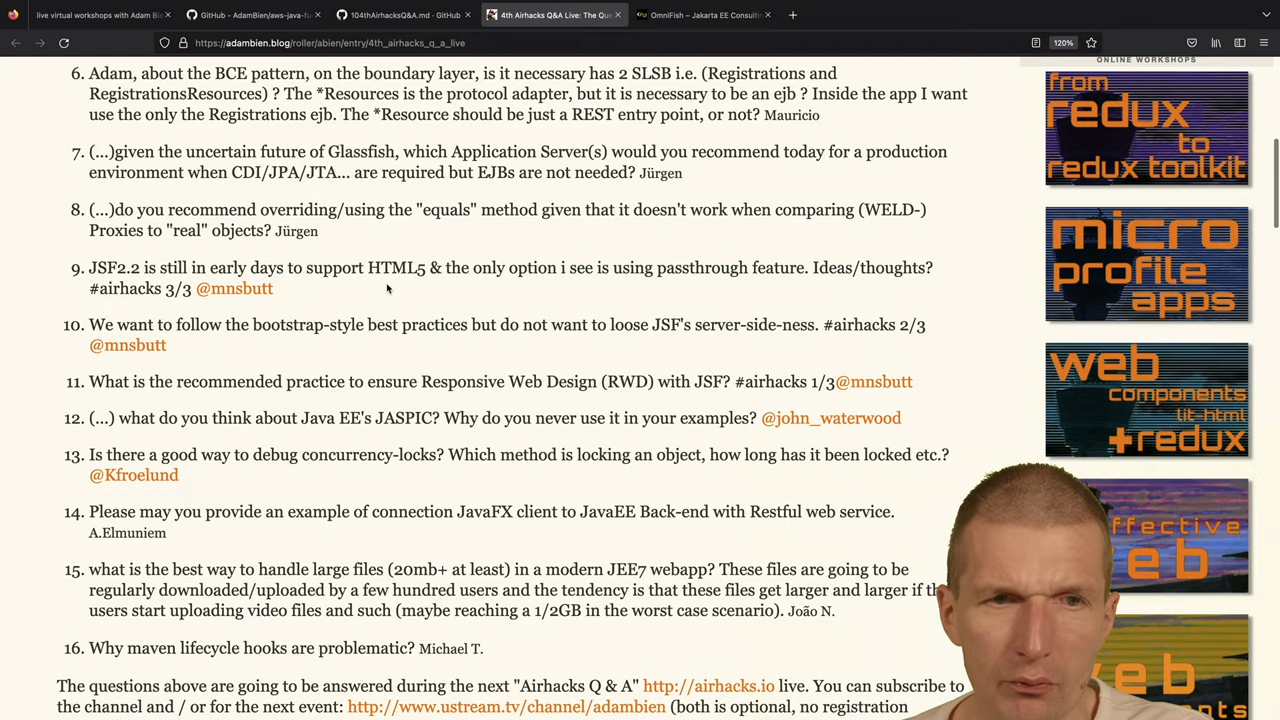 live virtual workshops with Adam Bie
GitHub - AdamBien/aws-java-fu
104thAirhacksQ&A.md · GitHub
4th Airhacks Q&A Live: The Que
OmniFish – Jakarta EE Consultin
https://adambien.blog/roller/abien/entry/4th_airhacks_q_a_live
120%
ONLINE WORKSHOPS
6. Adam, about the BCE pattern, on the boundary layer, is it necessary has 2 SLSB i.e. (Registrations and
RegistrationsResources) ? The *Resource is the protocol adapter, but it is necessary to be an ejb ? Inside the app I want
use the only the Registrations ejb. The *Resource should be just a REST entry point, or not? Mauricio
7. (...)given the uncertain future of Glassfish, which Application Server(s) would you recommend today for a production
environment when CDI/JPA/JTA... are required but EJBs are not needed? Jürgen
8. (...)do you recommend overriding/using the "equals" method given that it doesn't work when comparing (WELD-)
Proxies to "real" objects? Jürgen
9. JSF2.2 is still in early days to support HTML5 & the only option i see is using passthrough feature. Ideas/thoughts?
#airhacks 3/3 @mnsbutt
10. We want to follow the bootstrap-style best practices but do not want to loose JSF's server-side-ness. #airhacks 2/3
@mnsbutt
11. What is the recommended practice to ensure Responsive Web Design (RWD) with JSF? #airhacks 1/3@mnsbutt
12. (...) what do you think about Java EE's JASPIC? Why do you never use it in your examples? @john_waterwood
13. Is there a good way to debug concurrency-locks? Which method is locking an object, how long has it been locked etc.?
@Kfroelund
14. Please may you provide an example of connection JavaFX client to JavaEE Back-end with Restful web service.
A.Elmuniem
15. what is the best way to handle large files (20mb+ at least) in a modern JEE7 webapp? These files are going to be
regularly downloaded/uploaded by a few hundred users and the tendency is that these files get larger and larger if th
users start uploading video files and such (maybe reaching a 1/2GB in the worst case scenario). João N.
16. Why maven lifecycle hooks are problematic? Michael T.
The questions above are going to be answered during the next "Airhacks Q & A" http://airhacks.io live. You can subscribe to
the channel and / or for the next event: http://www.ustream.tv/channel/adambien (both is optional, no registration
from
redux
to
redux toolkit
micro
profile
apps
web
components
lit-html
+redux
ffective
eb
eb
nts